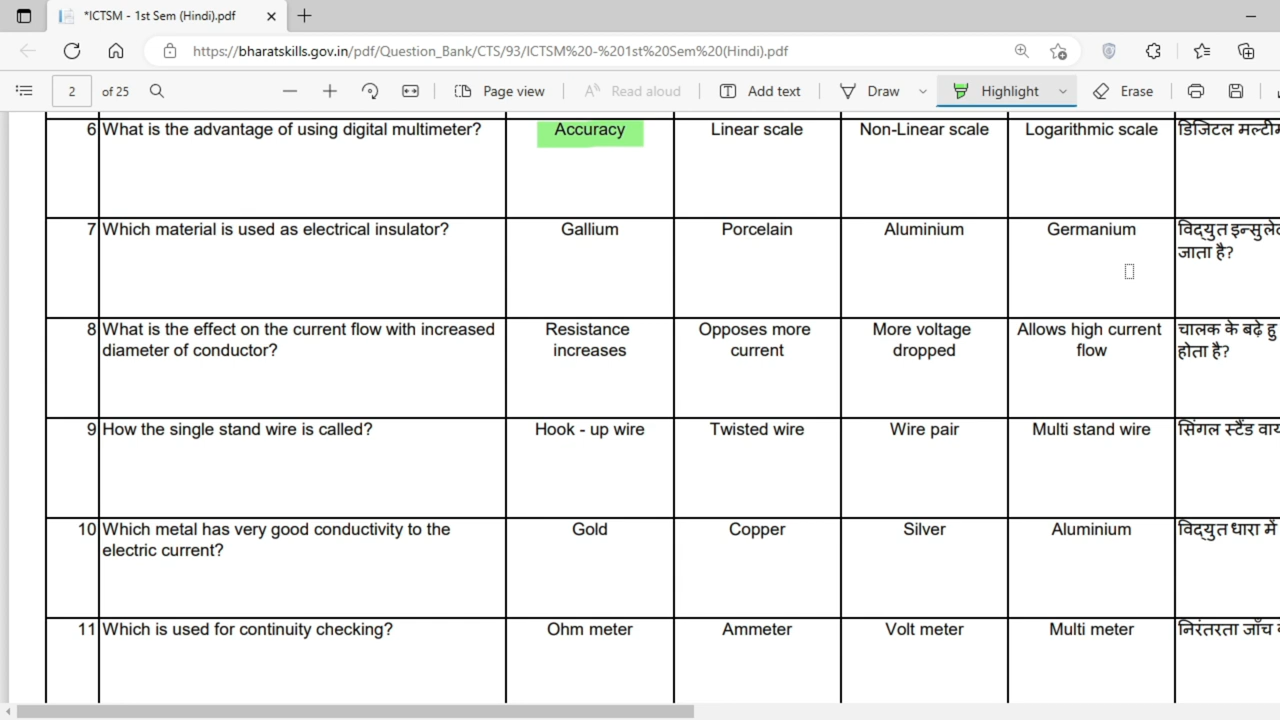 *ICTSM - 1st Sem (Hindi).pdf
https://bharatskills.gov.in/pdf/Question_Bank/CTS/93/ICTSM%20-%201st%20Sem%20(Hindi).pdf
2 of 25 Page view Read aloud Add text Draw Highlight Erase
6 What is the advantage of using digital multimeter? Accuracy Linear scale Non-Linear scale Logarithmic scale डिजिटल
7 Which material is used as electrical insulator? Gallium Porcelain Aluminium Germanium विद्युत
जाता है?
8 What is the effect on the current flow with increased Resistance Opposes more More voltage Allows high current चालक के बढ़े हु
diameter of conductor? increases current dropped flow होता है?
9 How the single stand wire is called? Hook - up wire Twisted wire Wire pair Multi stand wire सिंगल स्टैंड
10 Which metal has very good conductivity to the Gold Copper Silver Aluminium विद्युत धारा में
electric current?
11 Which is used for continuity checking? Ohm meter Ammeter Volt meter Multi meter निरंतरता जाँच